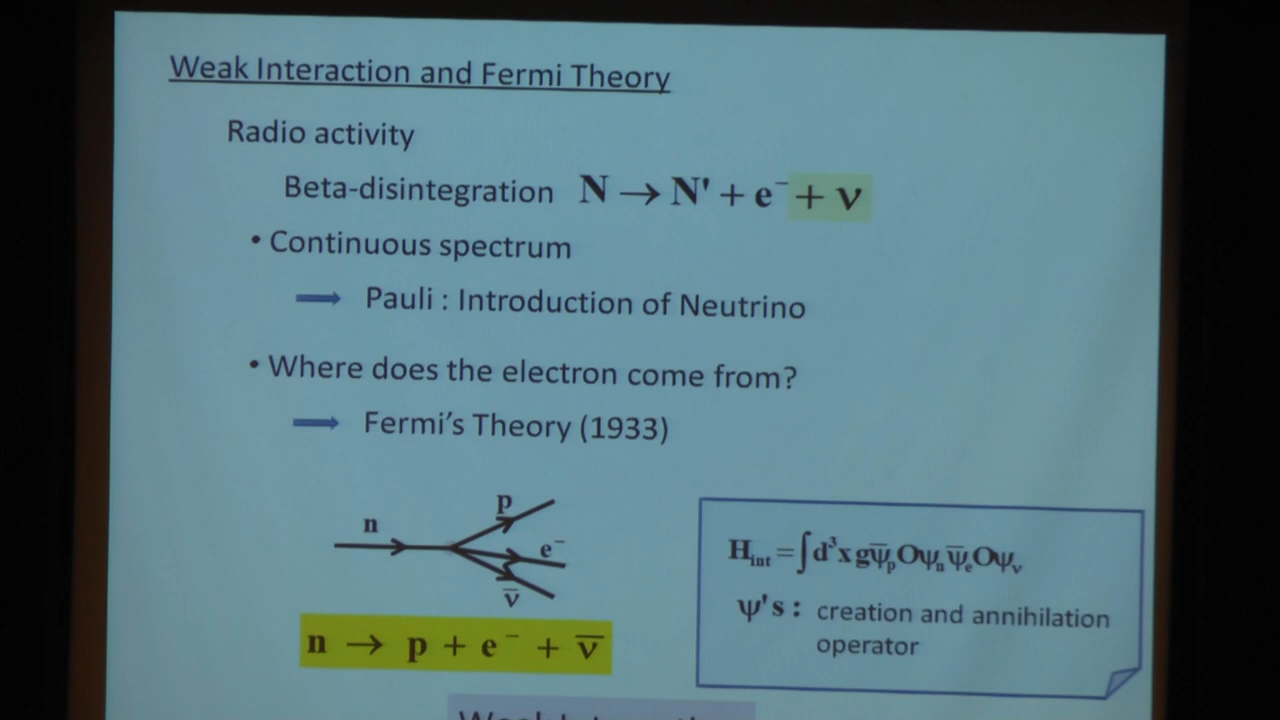 Weak Interaction and Fermi Theory
Radio activity
Beta-disintegration N → N' + e⁻ + ν
• Continuous spectrum
Pauli : Introduction of Neutrino
• Where does the electron come from?
Fermi's Theory (1933)
p
n
e⁻
ν̅
n → p + e⁻ + ν̅
H_int = ∫d³x gψ̅_pOψ_nψ̅_eOψ_ν
ψ's : creation and annihilation
operator